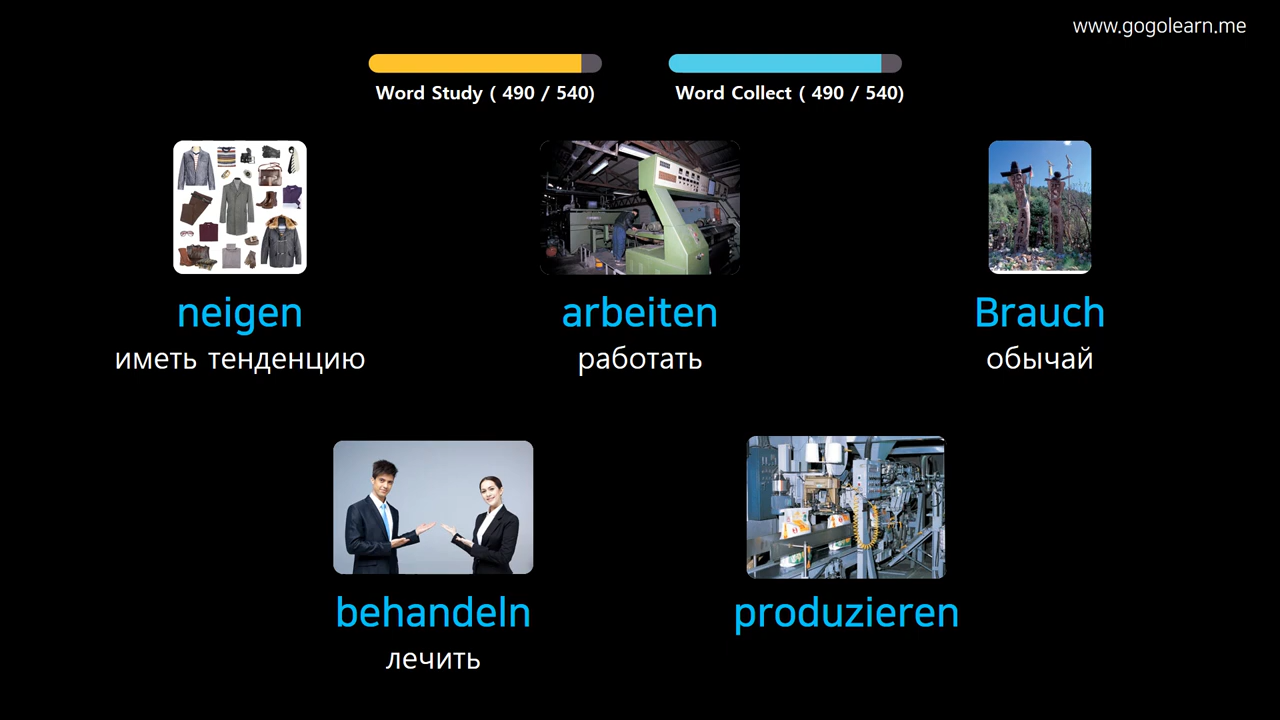 www.gogolearn.me
Word Study ( 490 / 540)
Word Collect ( 490 / 540)
neigen
иметь тенденцию
arbeiten
работать
Brauch
обычай
behandeln
лечить
produzieren